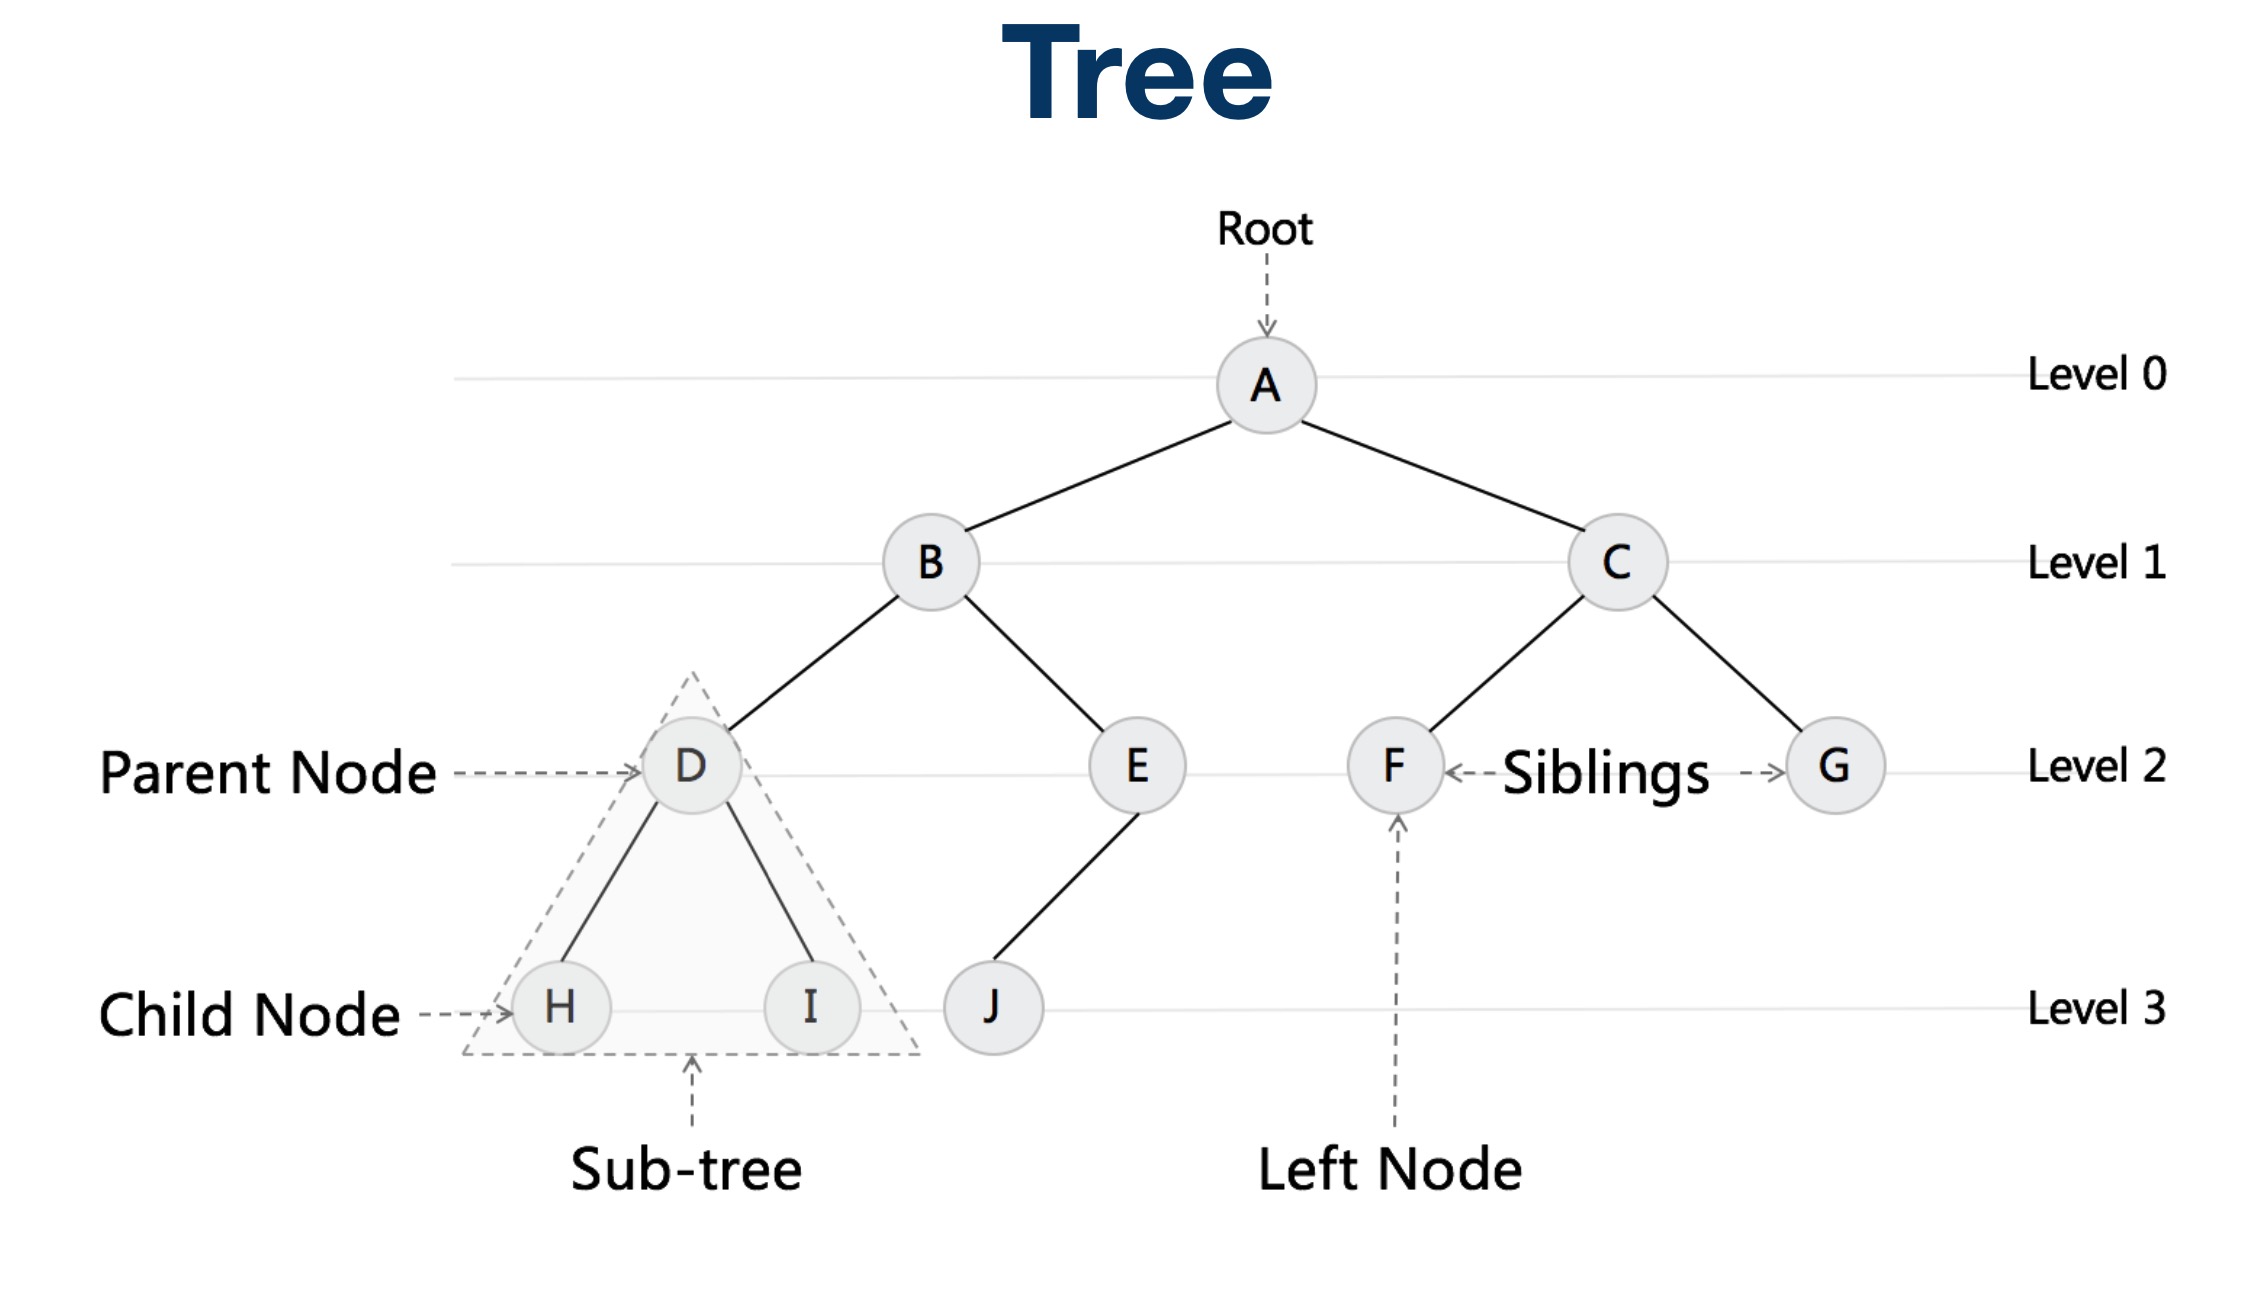 Tree
Root
A
Level 0
B
C
Level 1
Parent Node
D
E
F
Siblings
G
Level 2
Child Node
H
I
J
Level 3
Sub-tree
Left Node